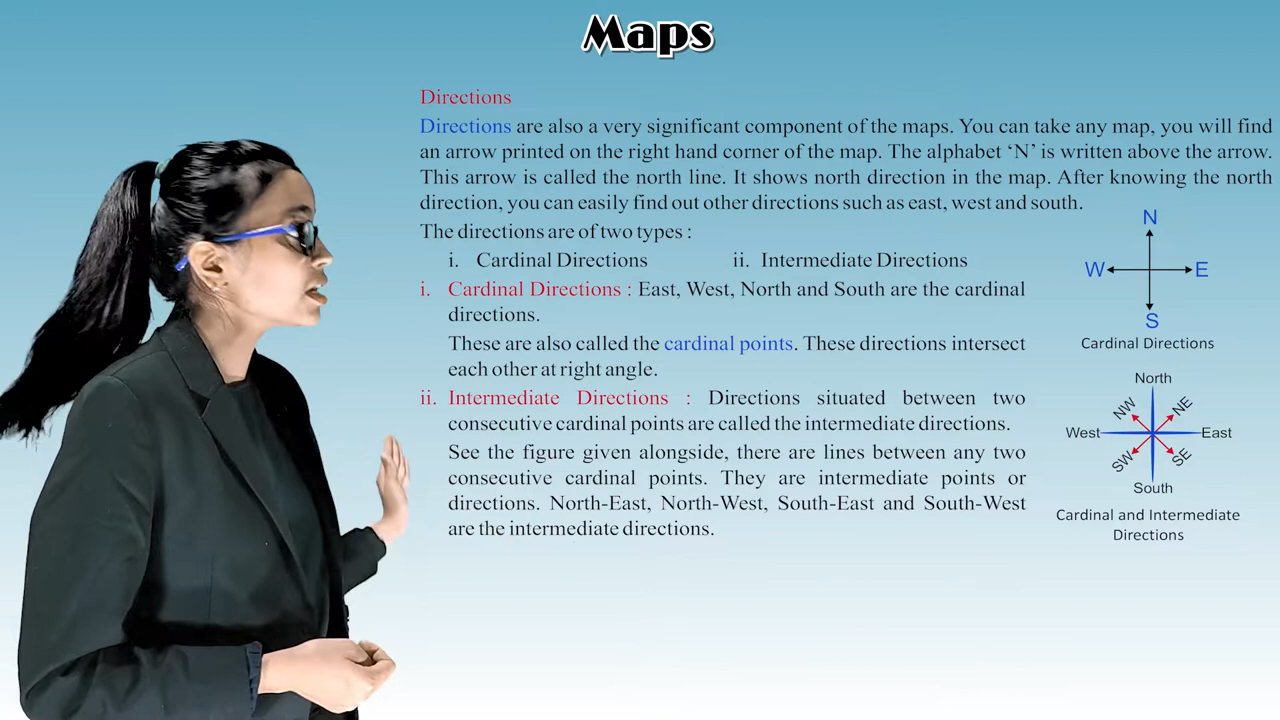 Maps
Directions
Directions are also a very significant component of the maps. You can take any map, you will find
an arrow printed on the right hand corner of the map. The alphabet ‘N’ is written above the arrow.
This arrow is called the north line. It shows north direction in the map. After knowing the north
direction, you can easily find out other directions such as east, west and south.
The directions are of two types :
i. Cardinal Directions ii. Intermediate Directions
i. Cardinal Directions : East, West, North and South are the cardinal
directions.
These are also called the cardinal points. These directions intersect
each other at right angle.
ii. Intermediate Directions : Directions situated between two
consecutive cardinal points are called the intermediate directions.
See the figure given alongside, there are lines between any two
consecutive cardinal points. They are intermediate points or
directions. North-East, North-West, South-East and South-West
are the intermediate directions.
N
W E
S
Cardinal Directions
North
NW NE
West East
SW SE
South
Cardinal and Intermediate
Directions